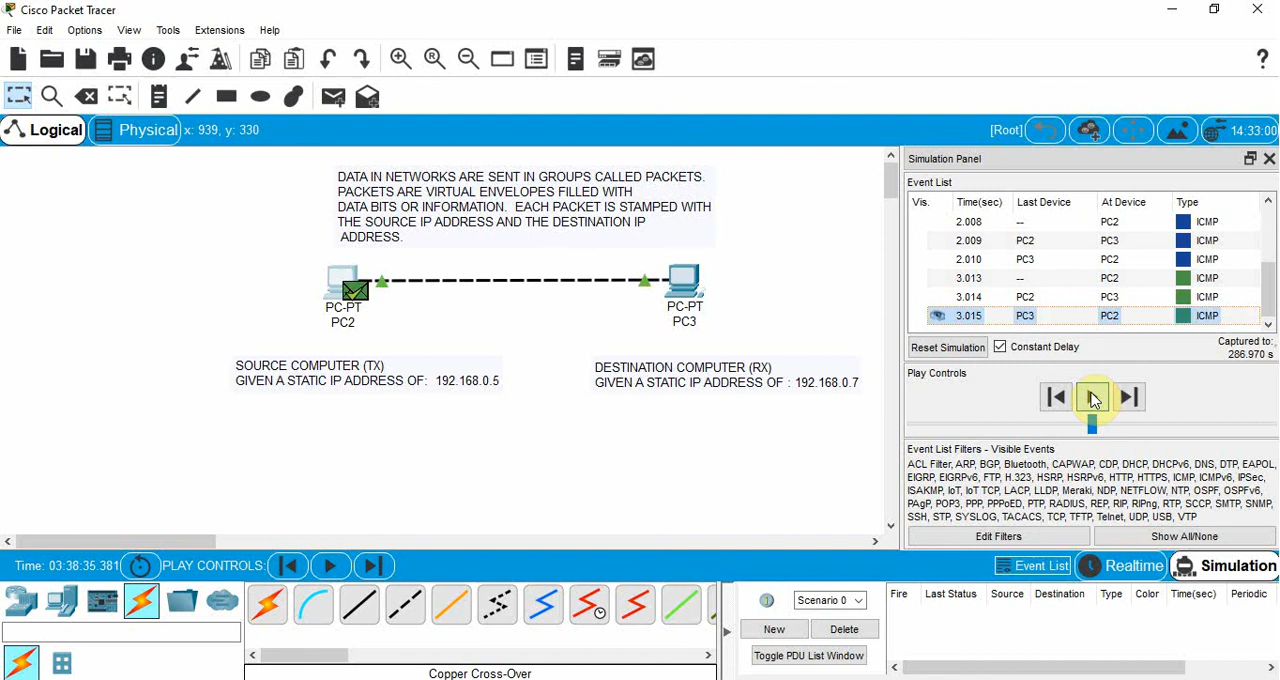 Cisco Packet Tracer
File Edit Options View Tools Extensions Help
?
Logical Physical x: 939, y: 330 [Root] 14:33:00
DATA IN NETWORKS ARE SENT IN GROUPS CALLED PACKETS.
PACKETS ARE VIRTUAL ENVELOPES FILLED WITH
DATA BITS OR INFORMATION. EACH PACKET IS STAMPED WITH
THE SOURCE IP ADDRESS AND THE DESTINATION IP
ADDRESS.
PC-PT
PC2
PC-PT
PC3
SOURCE COMPUTER (TX)
GIVEN A STATIC IP ADDRESS OF: 192.168.0.5
DESTINATION COMPUTER (RX)
GIVEN A STATIC IP ADDRESS OF : 192.168.0.7
Simulation Panel
Event List
Vis. Time(sec) Last Device At Device Type
2.008 -- PC2 ICMP
2.009 PC2 PC3 ICMP
2.010 PC3 PC2 ICMP
3.013 -- PC2 ICMP
3.014 PC2 PC3 ICMP
3.015 PC3 PC2 ICMP
Reset Simulation Constant Delay Captured to:,
286.970 s
Play Controls
Event List Filters - Visible Events
ACL Filter, ARP, BGP, Bluetooth, CAPWAP, CDP, DHCP, DHCPv6, DNS, DTP, EAPOL,
EIGRP, EIGRPv6, FTP, H.323, HSRP, HSRPv6, HTTP, HTTPS, ICMP, ICMPv6, IPSec,
ISAKMP, IoT, IoT TCP, LACP, LLDP, Meraki, NDP, NETFLOW, NTP, OSPF, OSPFv6,
PAgP, POP3, PPP, PPPoED, PTP, RADIUS, REP, RIP, RIPng, RTP, SCCP, SMTP, SNMP,
SSH, STP, SYSLOG, TACACS, TCP, TFTP, Telnet, UDP, USB, VTP
Edit Filters Show All/None
Time: 03:38:35.381 PLAY CONTROLS: Event List Realtime Simulation
Scenario 0
New Delete
Toggle PDU List Window
Fire Last Status Source Destination Type Color Time(sec) Periodic
Copper Cross-Over